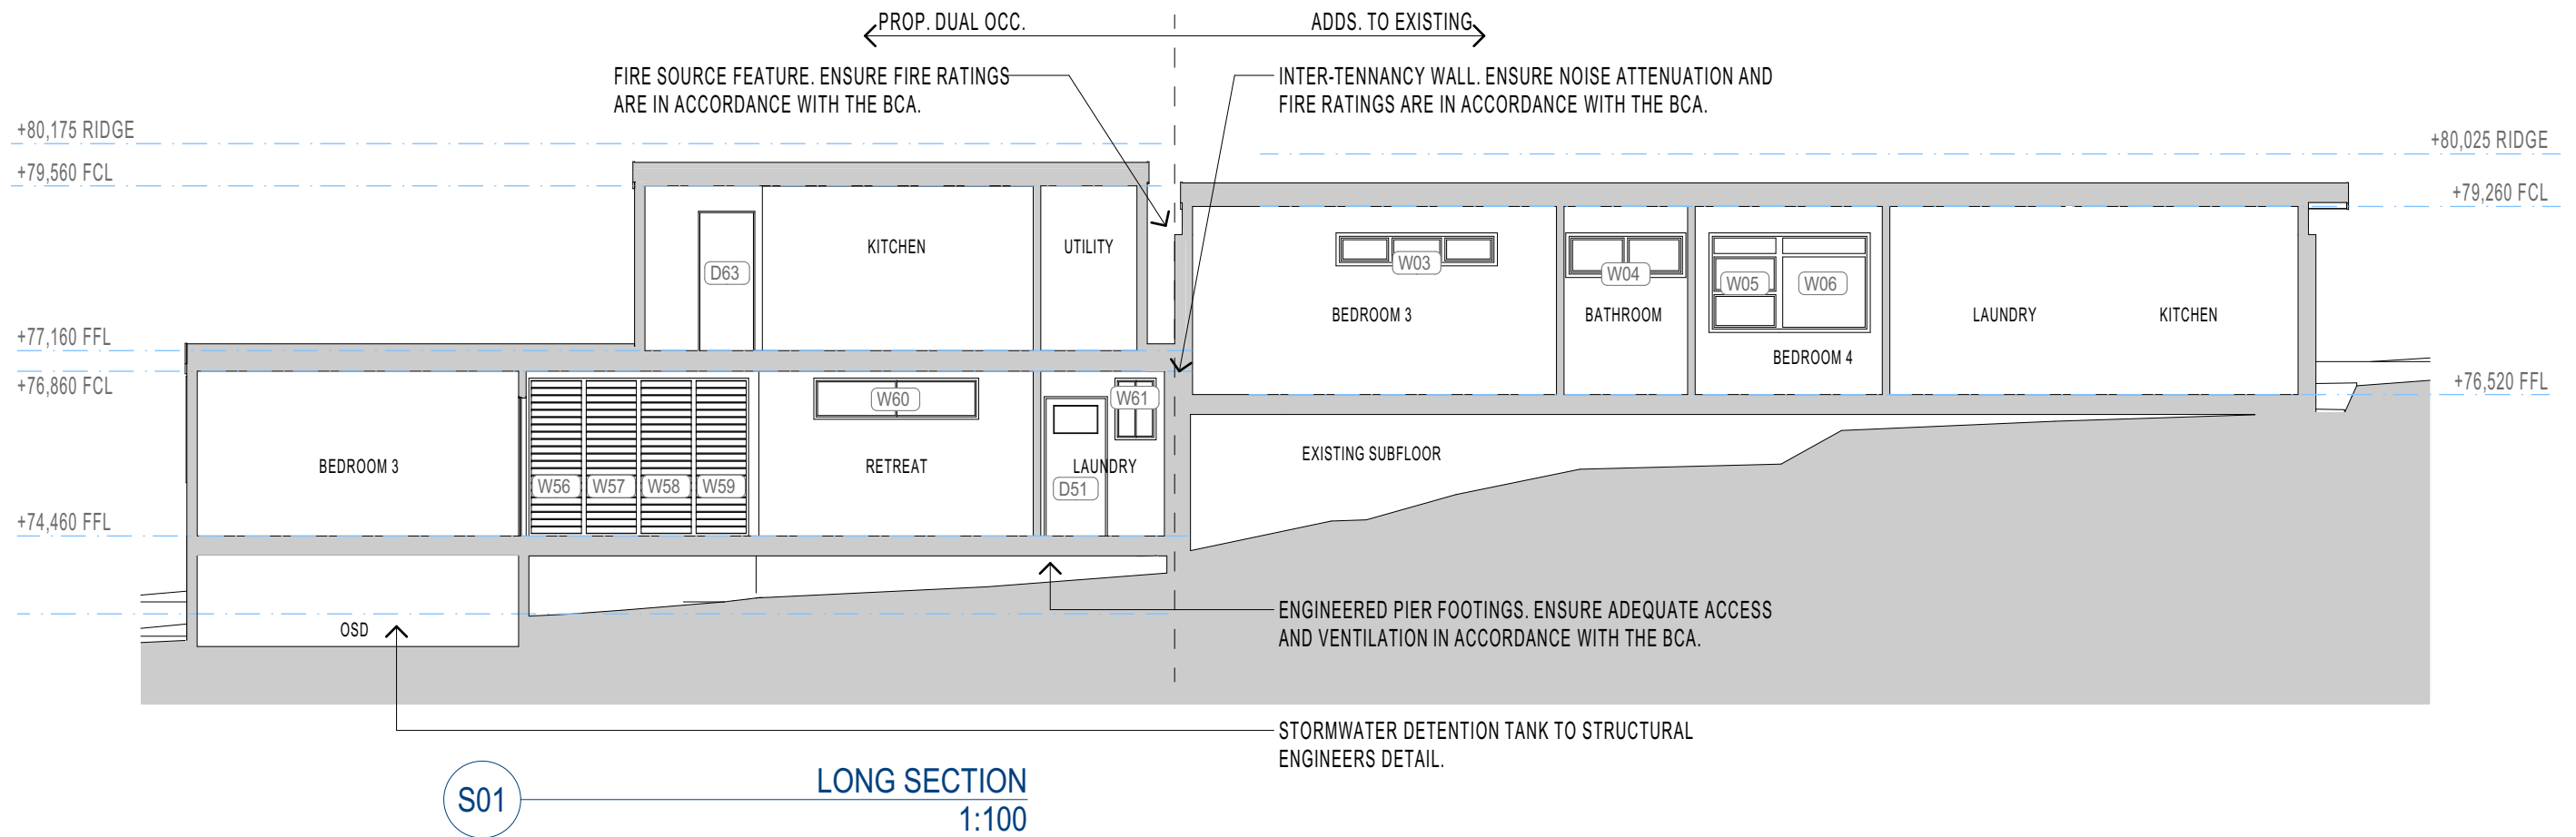 PROP. DUAL OCC.
ADDS. TO EXISTING
FIRE SOURCE FEATURE. ENSURE FIRE RATINGS
ARE IN ACCORDANCE WITH THE BCA.
INTER-TENNANCY WALL. ENSURE NOISE ATTENUATION AND
FIRE RATINGS ARE IN ACCORDANCE WITH THE BCA.
+80,175 RIDGE
+80,025 RIDGE
+79,560 FCL
+79,260 FCL
KITCHEN
UTILITY
D63
W03
W04
W05
W06
BEDROOM 3
BATHROOM
LAUNDRY
KITCHEN
BEDROOM 4
+77,160 FFL
+76,860 FCL
+76,520 FFL
W60
W61
BEDROOM 3
RETREAT
LAUNDRY
EXISTING SUBFLOOR
W56
W57
W58
W59
D51
+74,460 FFL
OSD
ENGINEERED PIER FOOTINGS. ENSURE ADEQUATE ACCESS
AND VENTILATION IN ACCORDANCE WITH THE BCA.
STORMWATER DETENTION TANK TO STRUCTURAL
ENGINEERS DETAIL.
S01
LONG SECTION
1:100